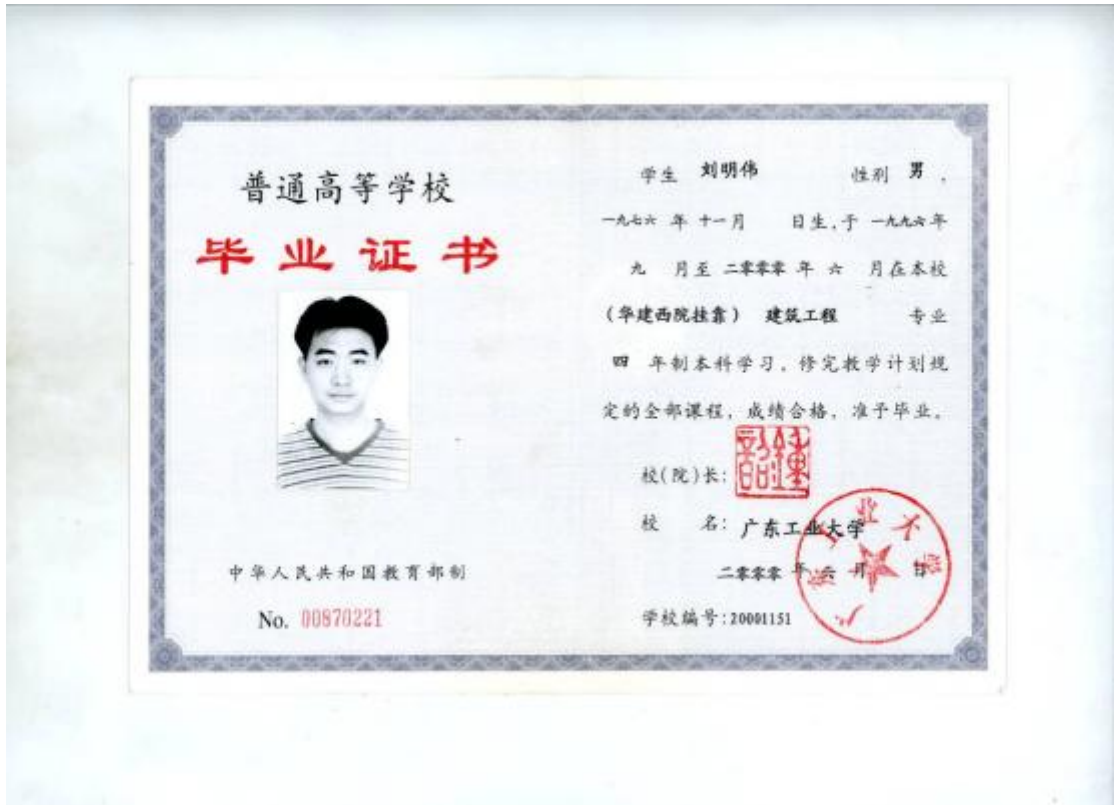 普通高等学校
毕业证书
中华人民共和国教育部制
No. 00870221
学生 刘明伟 性别 男 ,
一九七六 年 十一月 日生,于 一九九六年
九 月至 二零零零 年 六 月在本校
(华建西院挂靠) 建筑工程 专业
四 年制本科学习, 修完教学计划规
定的全部课程, 成绩合格, 准予毕业。
校(院)长:
校 名: 广东工业大学
二零零零 年 六 月 日
学校编号:20001151
广东工业大学